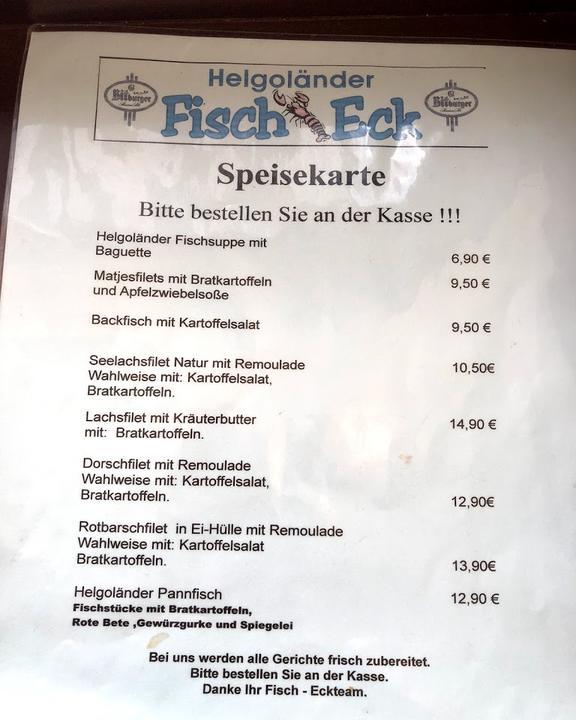 Helgoländer
Bitburger
Fisch Eck
Bitburger
Speisekarte
Bitte bestellen Sie an der Kasse !!!
Helgoländer Fischsuppe mit
Baguette 6,90 €
Matjesfilets mit Bratkartoffeln 9,50 €
und Apfelzwiebelsoße
Backfisch mit Kartoffelsalat 9,50 €
Seelachsfilet Natur mit Remoulade 10,50€
Wahlweise mit: Kartoffelsalat,
Bratkartoffeln.
Lachsfilet mit Kräuterbutter 14,90 €
mit: Bratkartoffeln.
Dorschfilet mit Remoulade
Wahlweise mit: Kartoffelsalat,
Bratkartoffeln. 12,90€
Rotbarschfilet in Ei-Hülle mit Remoulade
Wahlweise mit: Kartoffelsalat
Bratkartoffeln. 13,90€
Helgoländer Pannfisch 12,90 €
Fischstücke mit Bratkartoffeln,
Rote Bete ,Gewürzgurke und Spiegelei
Bei uns werden alle Gerichte frisch zubereitet.
Bitte bestellen Sie an der Kasse.
Danke Ihr Fisch - Eckteam.